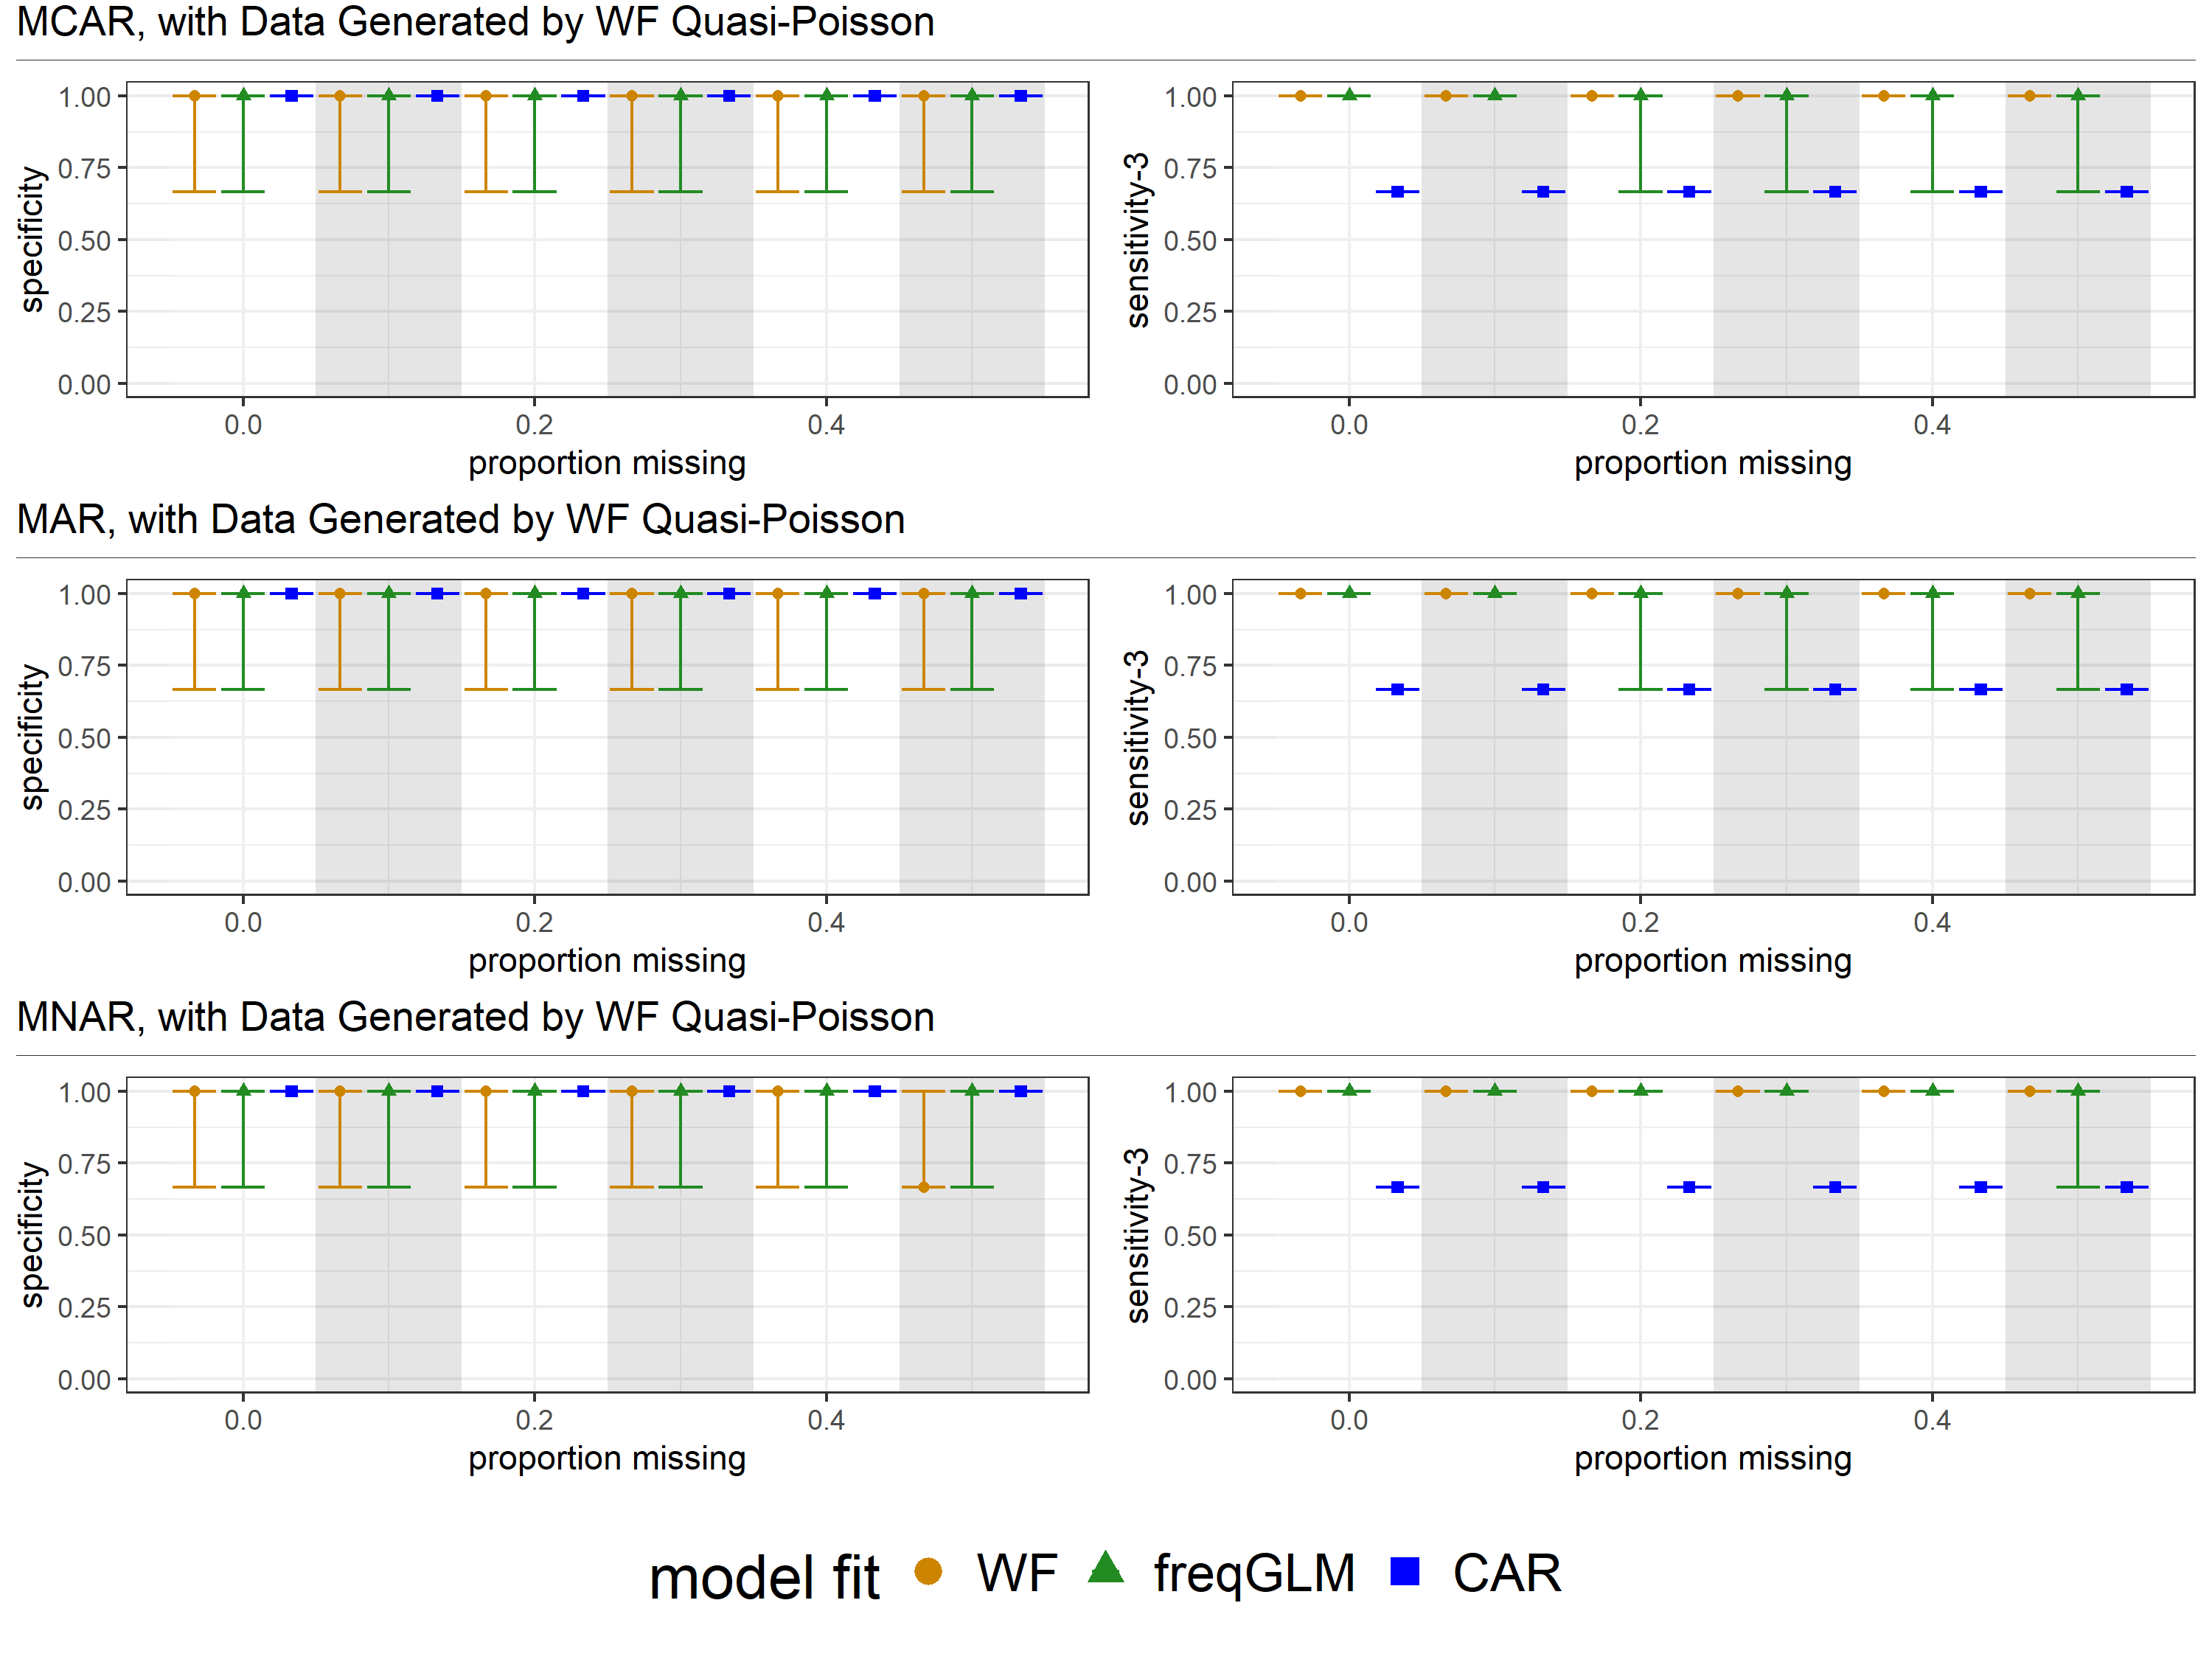 MCAR, with Data Generated by WF Quasi-Poisson
specificity
1.00
0.75
0.50
0.25
0.00
0.0 0.2 0.4
proportion missing
sensitivity-3
1.00
0.75
0.50
0.25
0.00
0.0 0.2 0.4
proportion missing
MAR, with Data Generated by WF Quasi-Poisson
specificity
1.00
0.75
0.50
0.25
0.00
0.0 0.2 0.4
proportion missing
sensitivity-3
1.00
0.75
0.50
0.25
0.00
0.0 0.2 0.4
proportion missing
MNAR, with Data Generated by WF Quasi-Poisson
specificity
1.00
0.75
0.50
0.25
0.00
0.0 0.2 0.4
proportion missing
sensitivity-3
1.00
0.75
0.50
0.25
0.00
0.0 0.2 0.4
proportion missing
model fit WF freqGLM CAR